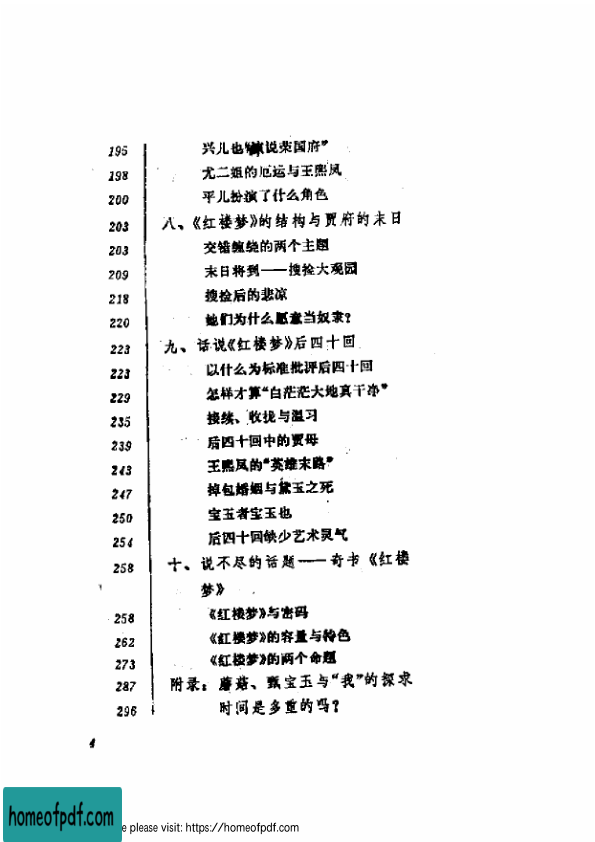 195 兴儿也“演说荣国府”
198 尤二姐的厄运与王熙凤
200 平儿扮演了什么角色
203 八、《红楼梦》的结构与贾府的末日
203 交错缠绕的两个主题
209 末日将到——搜捡大观园
218 搜捡后的悲凉
220 她们为什么愿意当奴隶？
223 九、话说《红楼梦》后四十回
223 以什么为标准批评后四十回
229 怎样才算“白茫茫大地真干净”
235 接续、收拢与温习
239 后四十回中的贾母
243 王熙凤的“英雄末路”
247 掉包婚姻与黛玉之死
250 宝玉者宝玉也
254 后四十回缺少艺术灵气
258 十、说不尽的话题——奇书《红楼
梦》
258 《红楼梦》与密码
262 《红楼梦》的容量与特色
273 《红楼梦》的两个命题
287 附录：蘑菇、甄宝玉与“我”的探求
296 时间是多重的吗？
4
homeofpdf.com
e please visit: https://homeofpdf.com